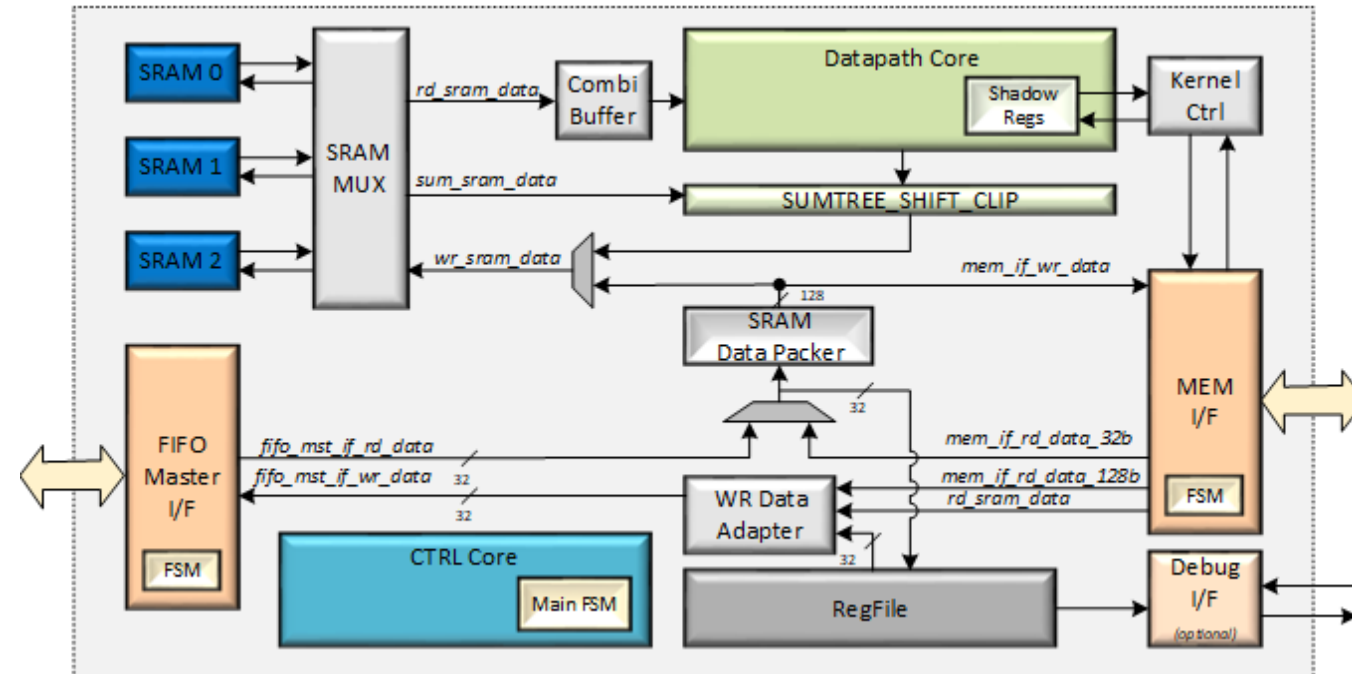 SRAM 0
SRAM 1
SRAM 2
SRAM
MUX
rd_sram_data
sum_sram_data
wr_sram_data
Combi
Buffer
Datapath Core
Shadow
Regs
Kernel
Ctrl
SUMTREE_SHIFT_CLIP
mem_if_wr_data
128
SRAM
Data Packer
32
FIFO
Master
I/F
FSM
fifo_mst_if_rd_data
32
fifo_mst_if_wr_data
32
mem_if_rd_data_32b
mem_if_rd_data_128b
rd_sram_data
MEM
I/F
FSM
WR Data
Adapter
32
CTRL Core
Main FSM
RegFile
Debug
I/F
(optional)